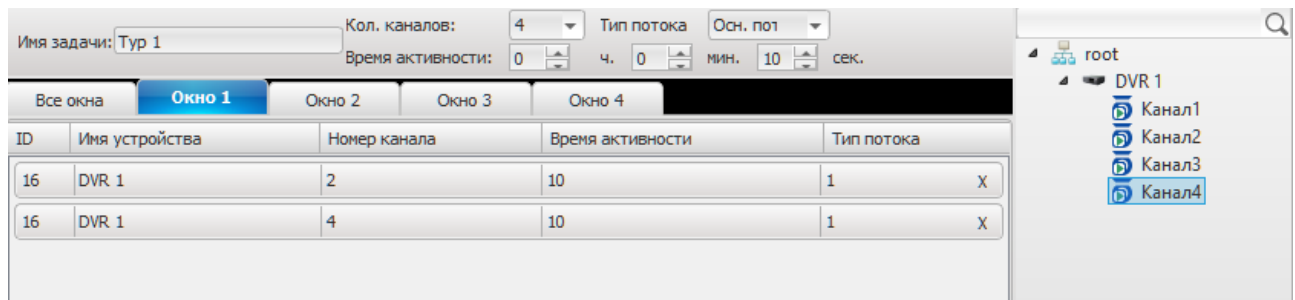 Имя задачи: Тур 1 Кол. каналов: 4 Тип потока Осн. пот
Время активности: 0 ч. 0 мин. 10 сек.
Все окна Окно 1 Окно 2 Окно 3 Окно 4
ID Имя устройства Номер канала Время активности Тип потока
16 DVR 1 2 10 1 X
16 DVR 1 4 10 1 X
root
DVR 1
Канал1
Канал2
Канал3
Канал4